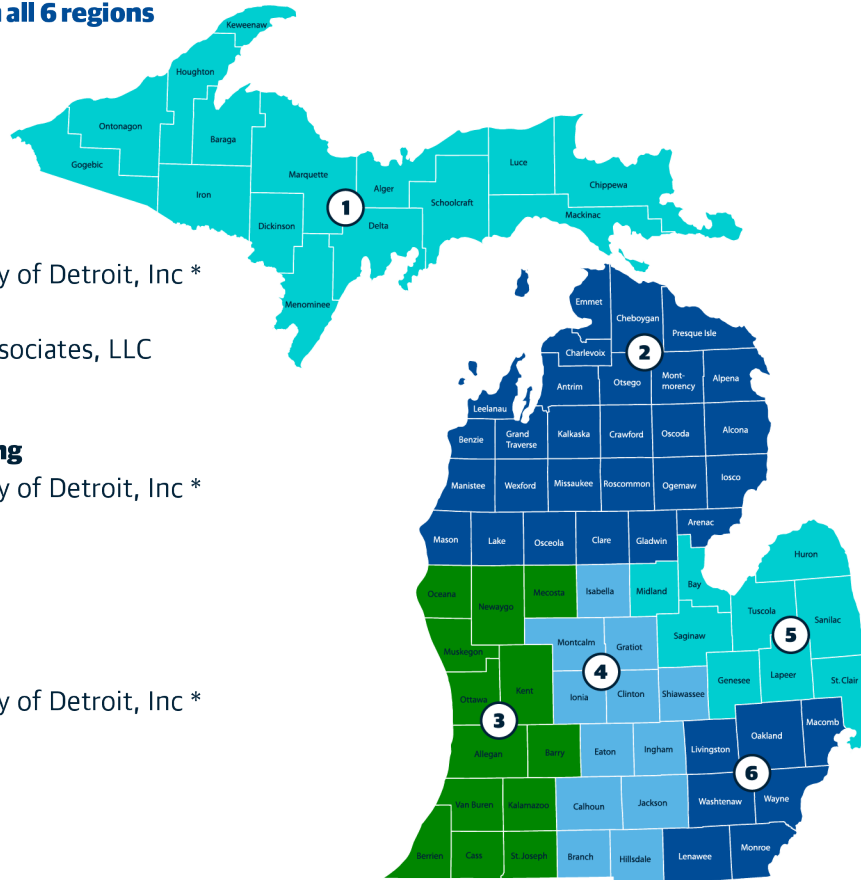 all 6 regions
y of Detroit, Inc *
sociates, LLC
ng
y of Detroit, Inc *
y of Detroit, Inc *
Keweenaw
Houghton
Ontonagon
Baraga
Gogebic
Marquette
Luce
Alger
Chippewa
Iron
Schoolcraft
1
Mackinac
Dickinson
Delta
Menominee
Emmet
Cheboygan
Presque Isle
Charlevoix
2
Antrim
Otsego
Mont-
morency
Alpena
Leelanau
Benzie
Grand
Traverse
Kalkaska
Crawford
Oscoda
Alcona
Manistee
Wexford
Missaukee
Roscommon
Ogemaw
Iosco
Arenac
Mason
Lake
Osceola
Clare
Gladwin
Huron
Oceana
Newaygo
Mecosta
Isabella
Midland
Bay
Tuscola
Sanilac
Muskegon
Montcalm
Gratiot
Saginaw
5
Ottawa
Kent
4
Ionia
Clinton
Shiawassee
Genesee
Lapeer
St. Clair
3
Allegan
Barry
Eaton
Ingham
Livingston
Oakland
Macomb
6
Van Buren
Kalamazoo
Calhoun
Jackson
Washtenaw
Wayne
Berrien
Cass
St. Joseph
Branch
Hillsdale
Lenawee
Monroe